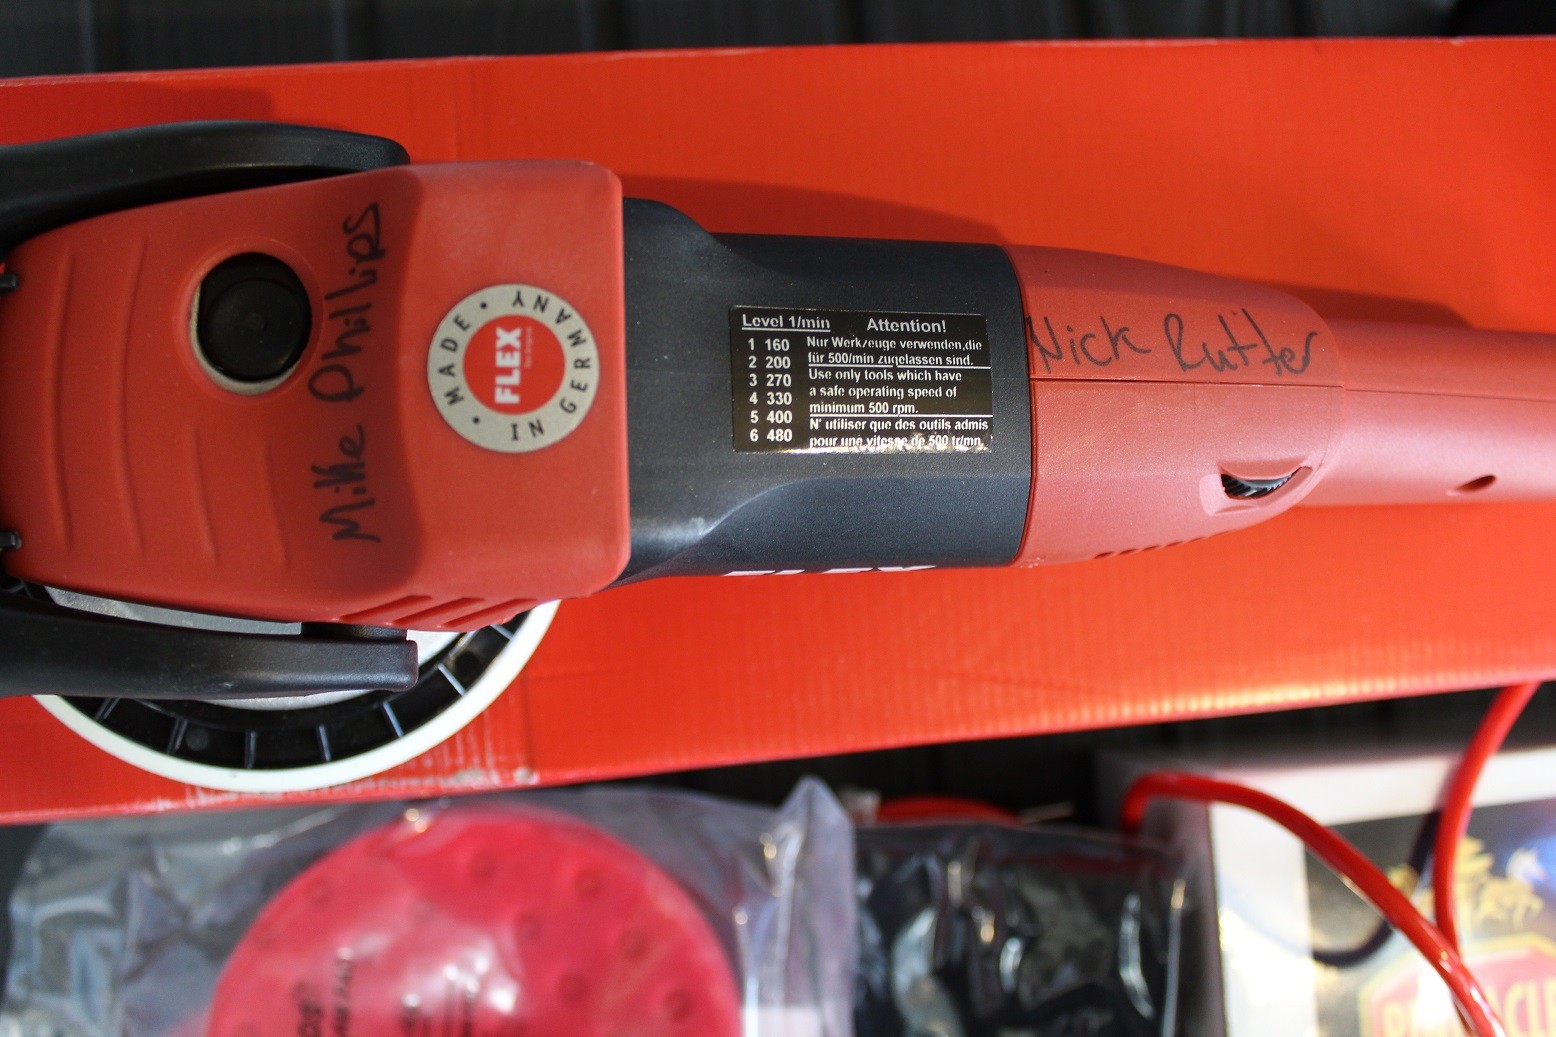 Mike Phillips
MADE IN GERMANY
FLEX
Level 1/min
1 160
2 200
3 270
4 330
5 400
6 480
Attention!
Nur Werkzeuge verwenden,die
für 500/min zugelassen sind.
Use only tools which have
a safe operating speed of
minimum 500 rpm.
N' utiliser que des outils admis
pour une vitesse de 500 tr/mn.
Nick Rutter
FLEX